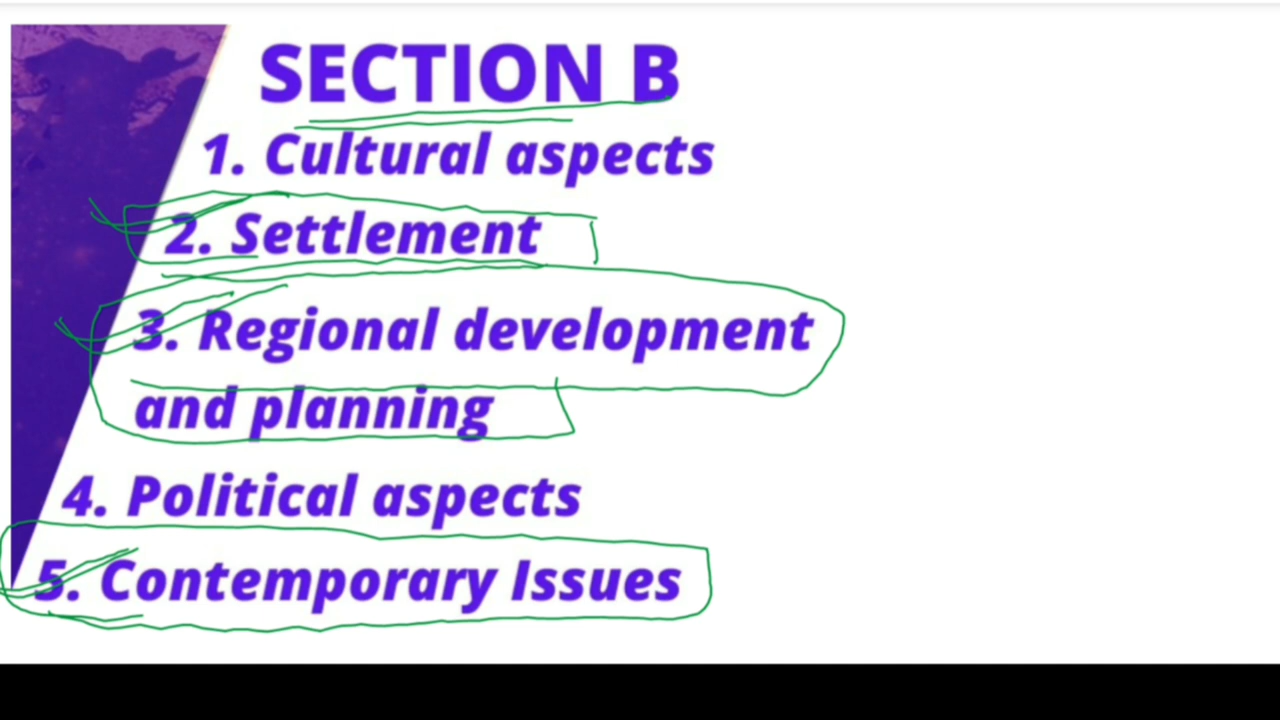 SECTION B
1. Cultural aspects
2. Settlement
3. Regional development
and planning
4. Political aspects
5. Contemporary Issues